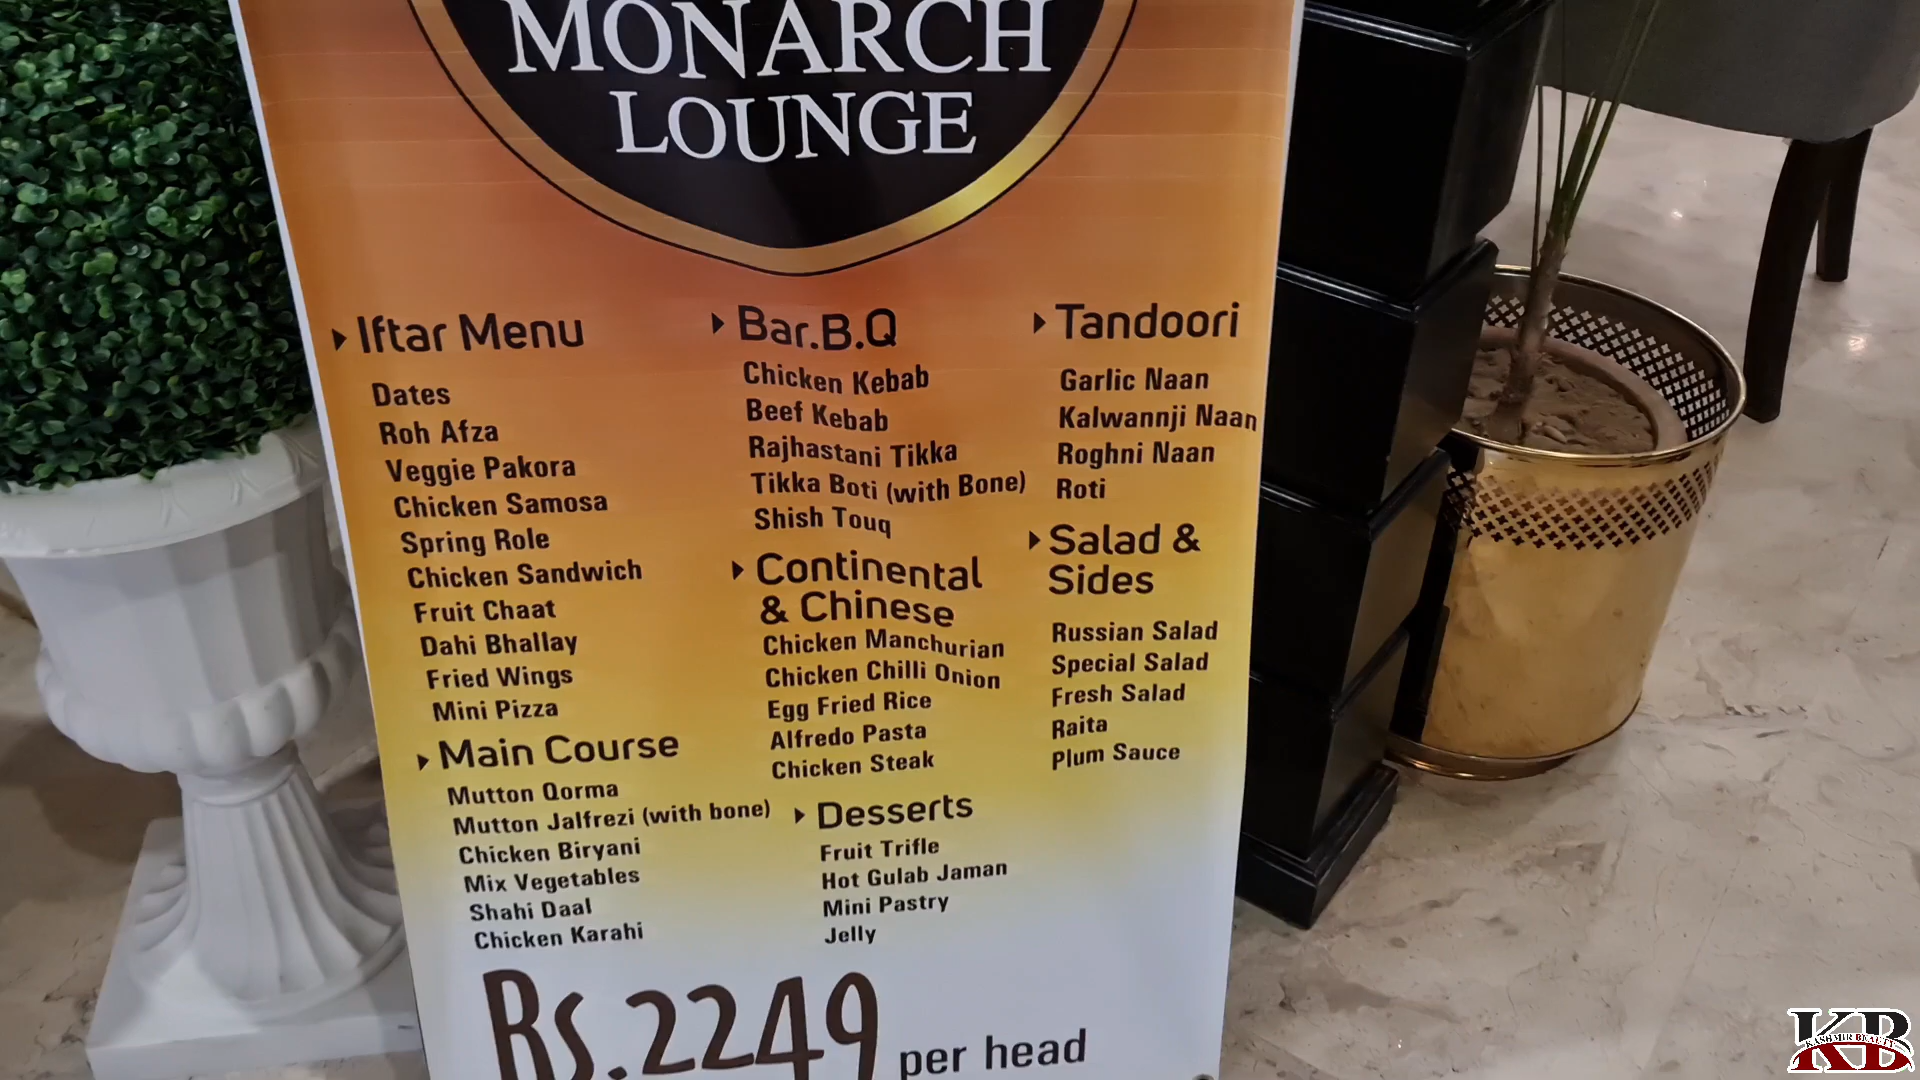 MONARCH
LOUNGE
Iftar Menu
Dates
Roh Afza
Veggie Pakora
Chicken Samosa
Spring Role
Chicken Sandwich
Fruit Chaat
Dahi Bhallay
Fried Wings
Mini Pizza
Main Course
Mutton Qorma
Mutton Jalfrezi (with bone)
Chicken Biryani
Mix Vegetables
Shahi Daal
Chicken Karahi
Bar.B.Q
Chicken Kebab
Beef Kebab
Rajhastani Tikka
Tikka Boti (with Bone)
Shish Touq
Continental
& Chinese
Chicken Manchurian
Chicken Chilli Onion
Egg Fried Rice
Alfredo Pasta
Chicken Steak
Desserts
Fruit Trifle
Hot Gulab Jaman
Mini Pastry
Jelly
Tandoori
Garlic Naan
Kalwannji Naan
Roghni Naan
Roti
Salad &
Sides
Russian Salad
Special Salad
Fresh Salad
Raita
Plum Sauce
Rs.2249 per head
KB
KASHMIR BEAUTY